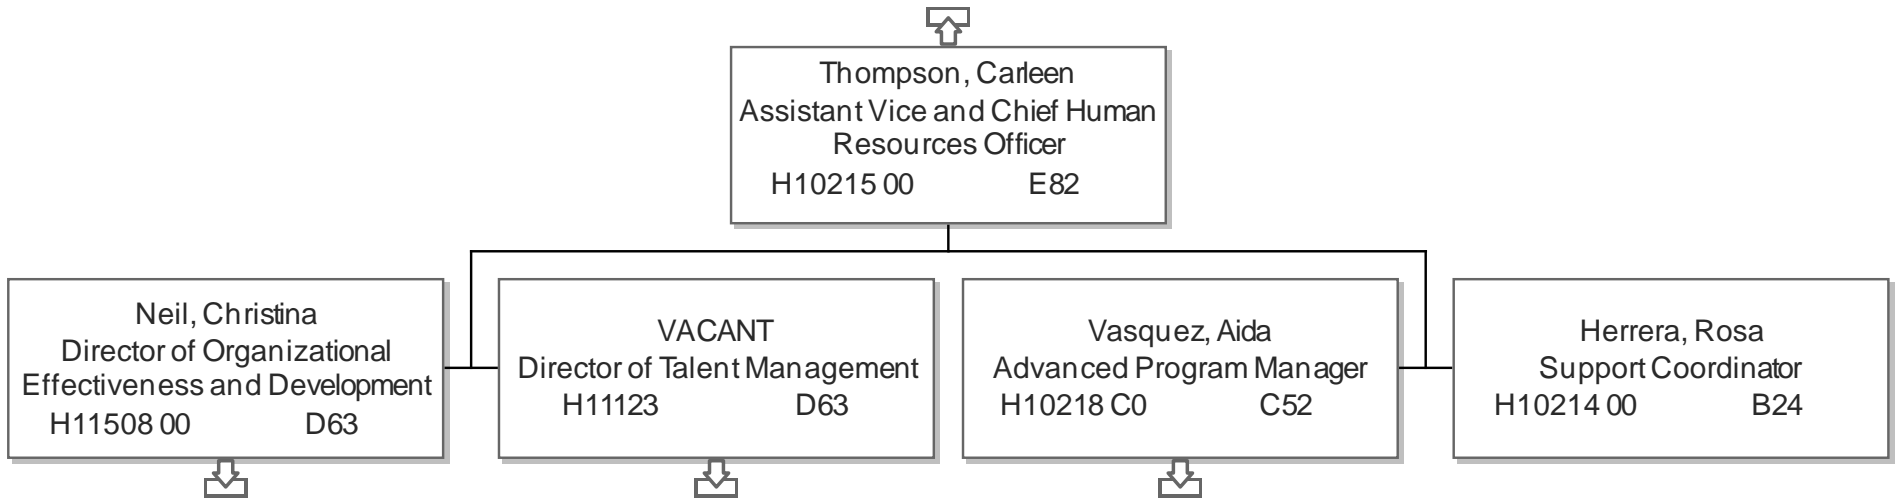 Thompson, Carleen
Assistant Vice and Chief Human
Resources Officer
H10215 00 E82
Neil, Christina
Director of Organizational
Effectiveness and Development
H11508 00 D63
VACANT
Director of Talent Management
H11123 D63
Vasquez, Aida
Advanced Program Manager
H10218 C0 C52
Herrera, Rosa
Support Coordinator
H10214 00 B24